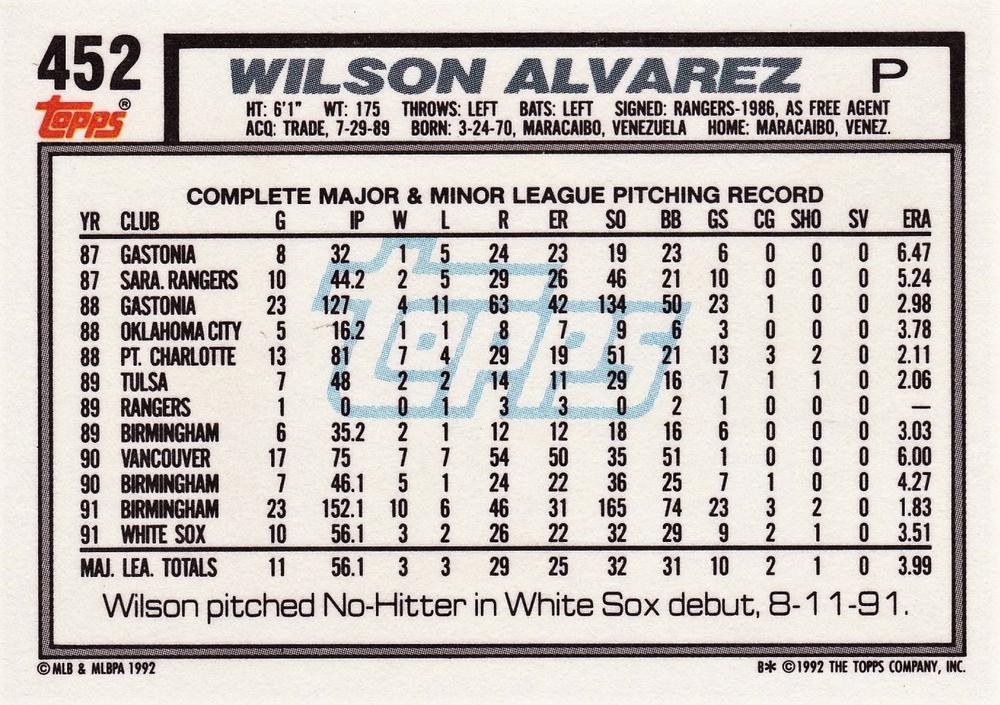 452
Topps®
WILSON ALVAREZ P
HT: 6'1" WT: 175 THROWS: LEFT BATS: LEFT SIGNED: RANGERS-1986, AS FREE AGENT
ACQ: TRADE, 7-29-89 BORN: 3-24-70, MARACAIBO, VENEZUELA HOME: MARACAIBO, VENEZ.
COMPLETE MAJOR & MINOR LEAGUE PITCHING RECORD
YR CLUB G IP W L R ER SO BB GS CG SHO SV ERA
87 GASTONIA 8 32 1 5 24 23 19 23 6 0 0 0 6.47
87 SARA. RANGERS 10 44.2 2 5 29 26 46 21 10 0 0 0 5.24
88 GASTONIA 23 127 4 11 63 42 134 50 23 1 0 0 2.98
88 OKLAHOMA CITY 5 16.2 1 1 8 7 9 6 3 0 0 0 3.78
88 PT. CHARLOTTE 13 81 7 4 29 19 51 21 13 3 2 0 2.11
89 TULSA 7 48 2 2 14 11 29 16 7 1 1 0 2.06
89 RANGERS 1 0 0 1 3 3 0 2 1 0 0 0 —
89 BIRMINGHAM 6 35.2 2 1 12 12 18 16 6 0 0 0 3.03
90 VANCOUVER 17 75 7 7 54 50 35 51 1 0 0 0 6.00
90 BIRMINGHAM 7 46.1 5 1 24 22 36 25 7 1 0 0 4.27
91 BIRMINGHAM 23 152.1 10 6 46 31 165 74 23 3 2 0 1.83
91 WHITE SOX 10 56.1 3 2 26 22 32 29 9 2 1 0 3.51
MAJ. LEA. TOTALS 11 56.1 3 3 29 25 32 31 10 2 1 0 3.99
Topps
Wilson pitched No-Hitter in White Sox debut, 8-11-91.
© MLB & MLBPA 1992
B* ©1992 THE TOPPS COMPANY, INC.